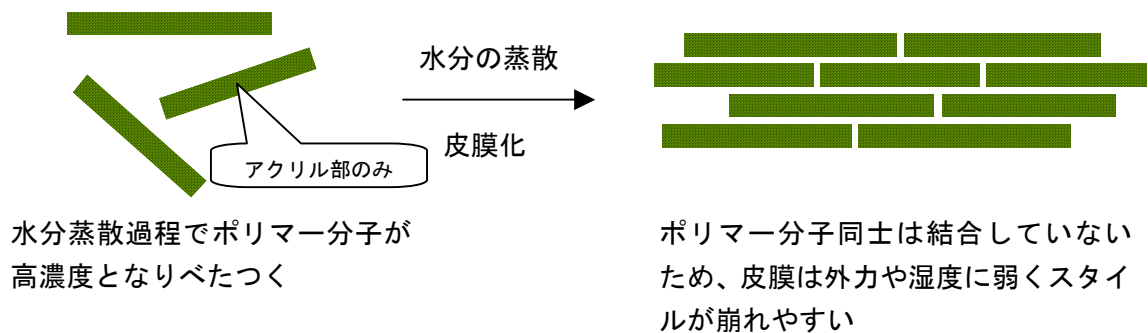 水分の蒸散
皮膜化
アクリル部のみ
水分蒸散過程でポリマー分子が
高濃度となりべたつく
ポリマー分子同士は結合していない
ため、皮膜は外力や湿度に弱くスタイ
ルが崩れやすい